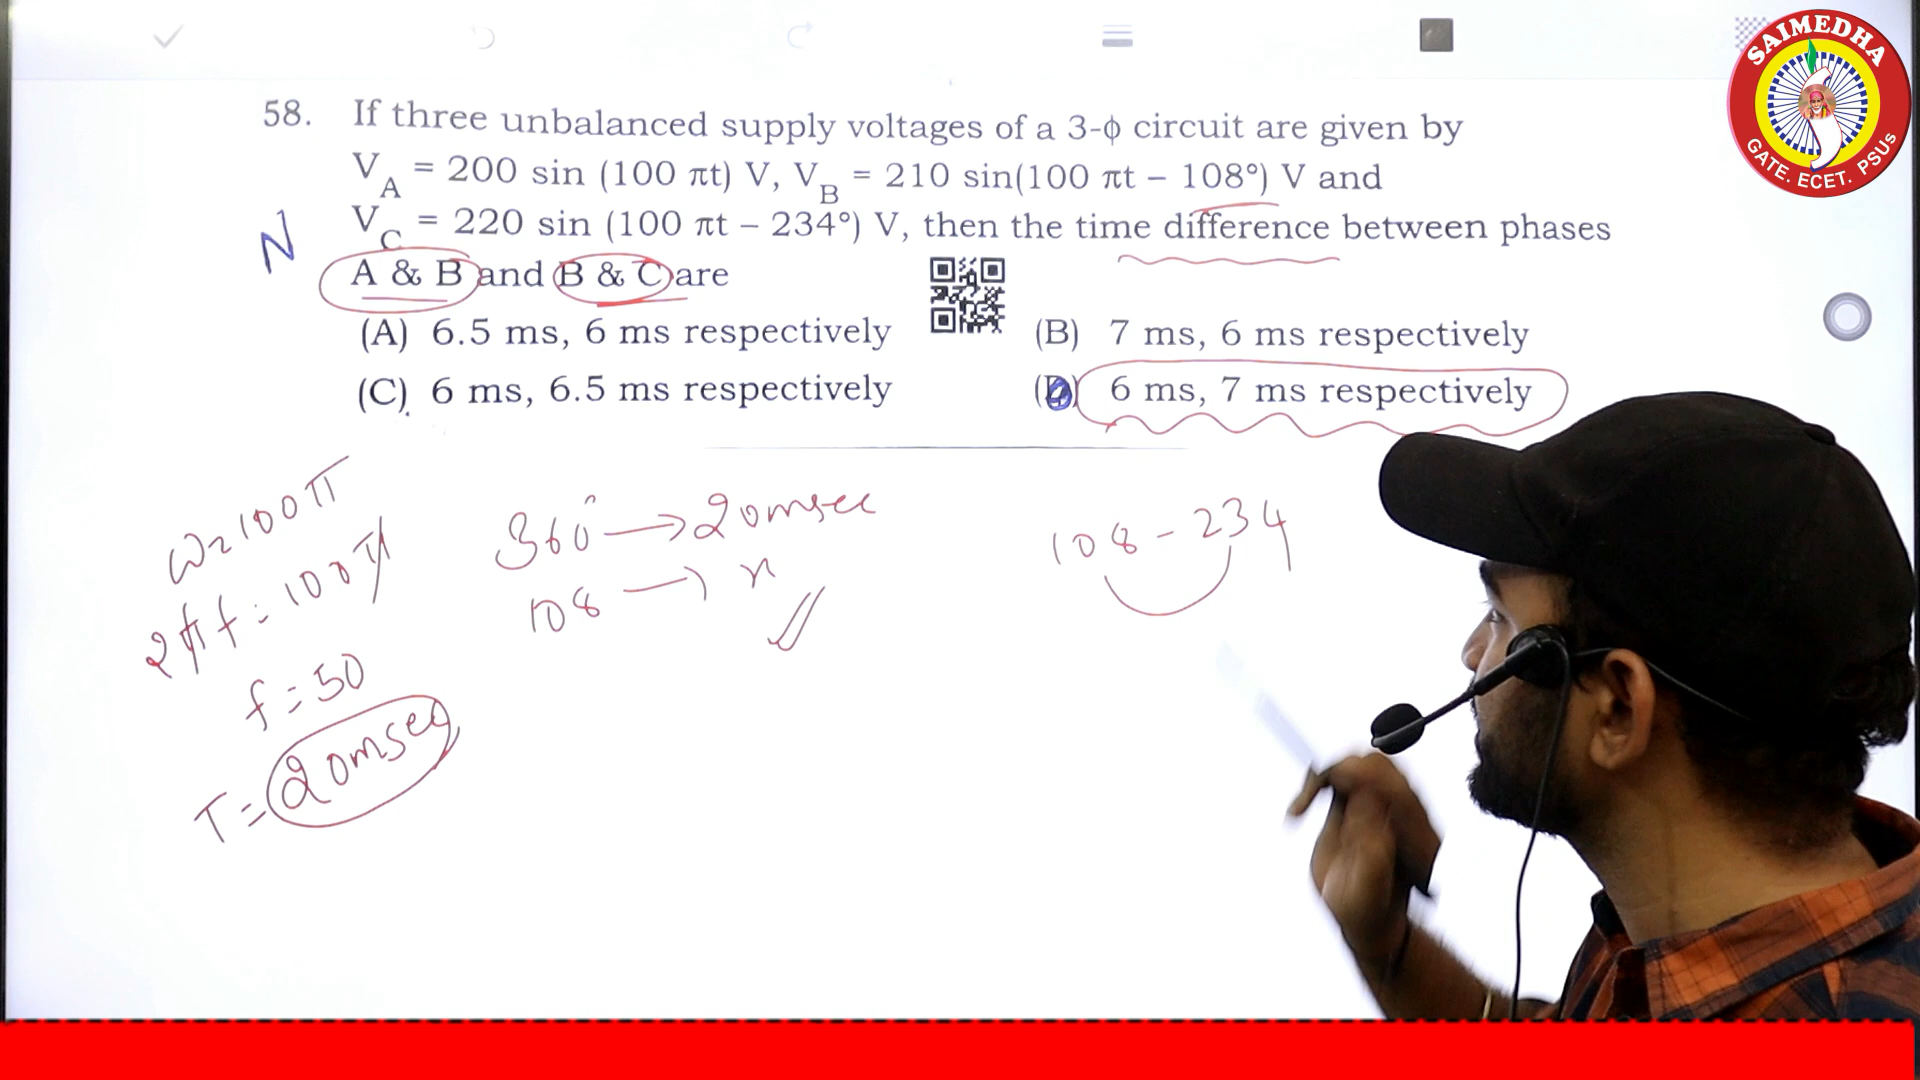 SAIMEDHA
GATE. ECET. PSUs
58. If three unbalanced supply voltages of a 3-ϕ circuit are given by
V_A = 200 sin (100 πt) V, V_B = 210 sin(100 πt – 108°) V and
V_C = 220 sin (100 πt – 234°) V, then the time difference between phases
N
A & B and B & C are
(A) 6.5 ms, 6 ms respectively (B) 7 ms, 6 ms respectively
(C) 6 ms, 6.5 ms respectively (D) 6 ms, 7 ms respectively
ω=100π
2πf=100π
f=50
T=20msec
360°→20msec
108→x
108-234